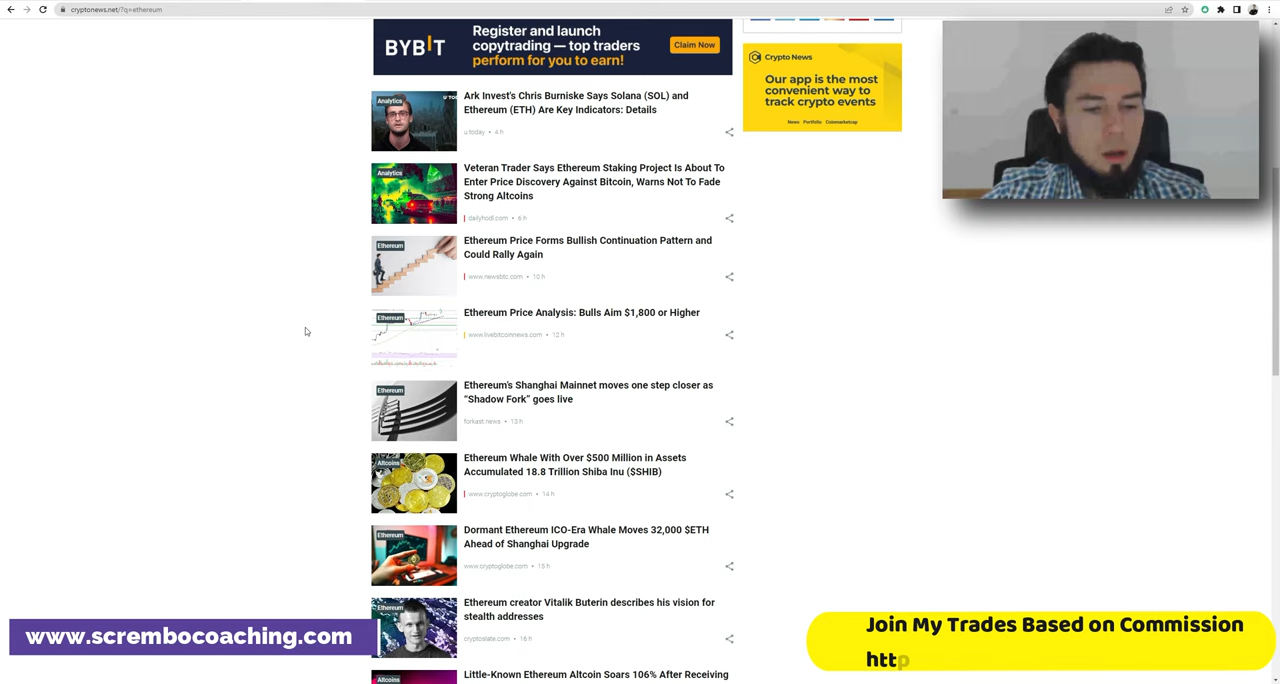 cryptonews.net/?q=ethereum
BYBIT
Register and launch
copytrading — top traders
perform for you to earn!
Claim Now
Crypto News
Our app is the most
convenient way to
track crypto events
News Portfolio Coinmarketcap
Analytics
Ark Invest's Chris Burniske Says Solana (SOL) and
Ethereum (ETH) Are Key Indicators: Details
u.today • 4 h
Analytics
Veteran Trader Says Ethereum Staking Project Is About To
Enter Price Discovery Against Bitcoin, Warns Not To Fade
Strong Altcoins
dailyhodl.com • 6 h
Ethereum
Ethereum Price Forms Bullish Continuation Pattern and
Could Rally Again
www.newsbtc.com • 10 h
Ethereum
Ethereum Price Analysis: Bulls Aim $1,800 or Higher
www.livebitcoinnews.com • 12 h
Ethereum
Ethereum's Shanghai Mainnet moves one step closer as
“Shadow Fork” goes live
forkast.news • 13 h
Altcoins
Ethereum Whale With Over $500 Million in Assets
Accumulated 18.8 Trillion Shiba Inu ($SHIB)
www.cryptoglobe.com • 14 h
Ethereum
Dormant Ethereum ICO-Era Whale Moves 32,000 $ETH
Ahead of Shanghai Upgrade
www.cryptoglobe.com • 15 h
Ethereum
Ethereum creator Vitalik Buterin describes his vision for
stealth addresses
cryptoslate.com • 16 h
Altcoins
Little-Known Ethereum Altcoin Soars 106% After Receiving
www.scrembocoaching.com
Join My Trades Based on Commission
http